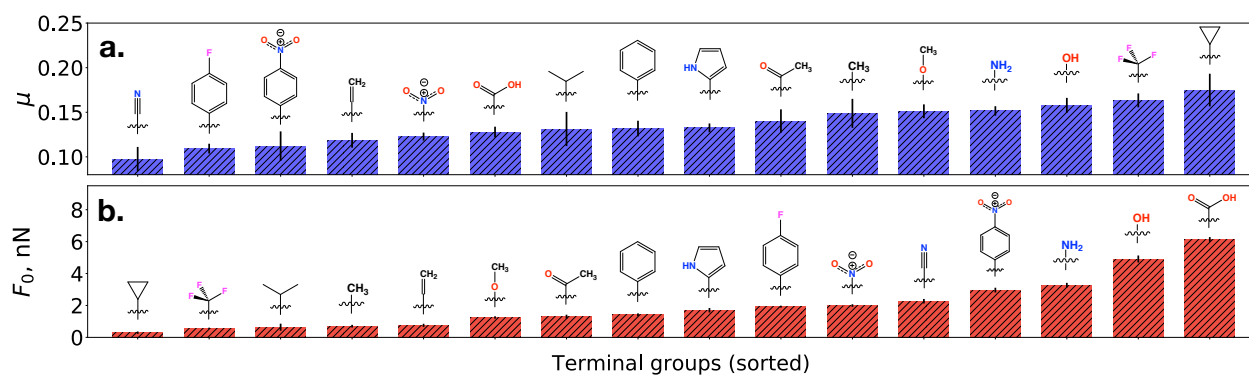 a.
μ
0.25
0.20
0.15
0.10
N
F
O N⊕ O ⊖
CH₂
O N⊕ O ⊖
O OH
HN
O CH₃
CH₃
CH₃ O
NH₂
OH
F F F
b.
F₀, nN
8
6
4
2
0
F F F
CH₃
CH₂
CH₃ O
O CH₃
HN
F
O N⊕ O ⊖
N
O N⊕ O ⊖
NH₂
OH
O OH
Terminal groups (sorted)